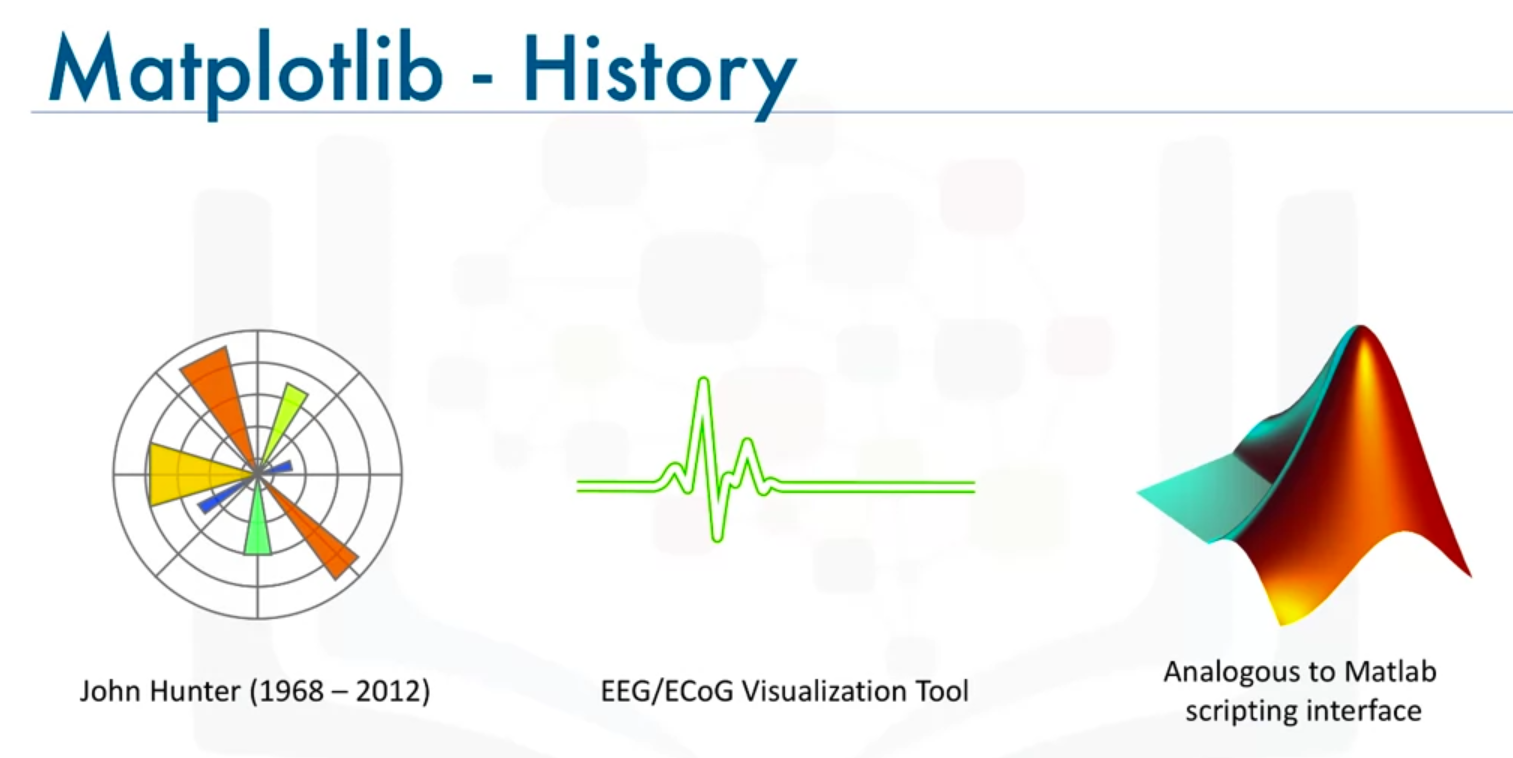 Matplotlib - History
John Hunter (1968 – 2012)
EEG/ECoG Visualization Tool
Analogous to Matlab
scripting interface